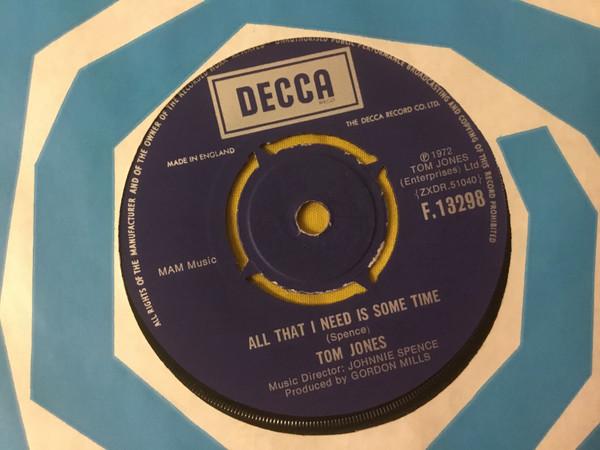 ALL RIGHTS OF THE MANUFACTURER AND OF THE OWNER OF THE RECORDED WORK RESERVED UNAUTHORISED PUBLIC PERFORMANCE BROADCASTING AND COPYING OF THIS RECORD PROHIBITED
DECCA
THE DECCA RECORD CO. LTD.
MADE IN ENGLAND
℗ 1972
TOM JONES
(Enterprises) Ltd
(ZXDR.51040)
F.13298
MAM Music
ALL THAT I NEED IS SOME TIME
(Spence)
TOM JONES
Music Director: JOHNNIE SPENCE
Produced by GORDON MILLS